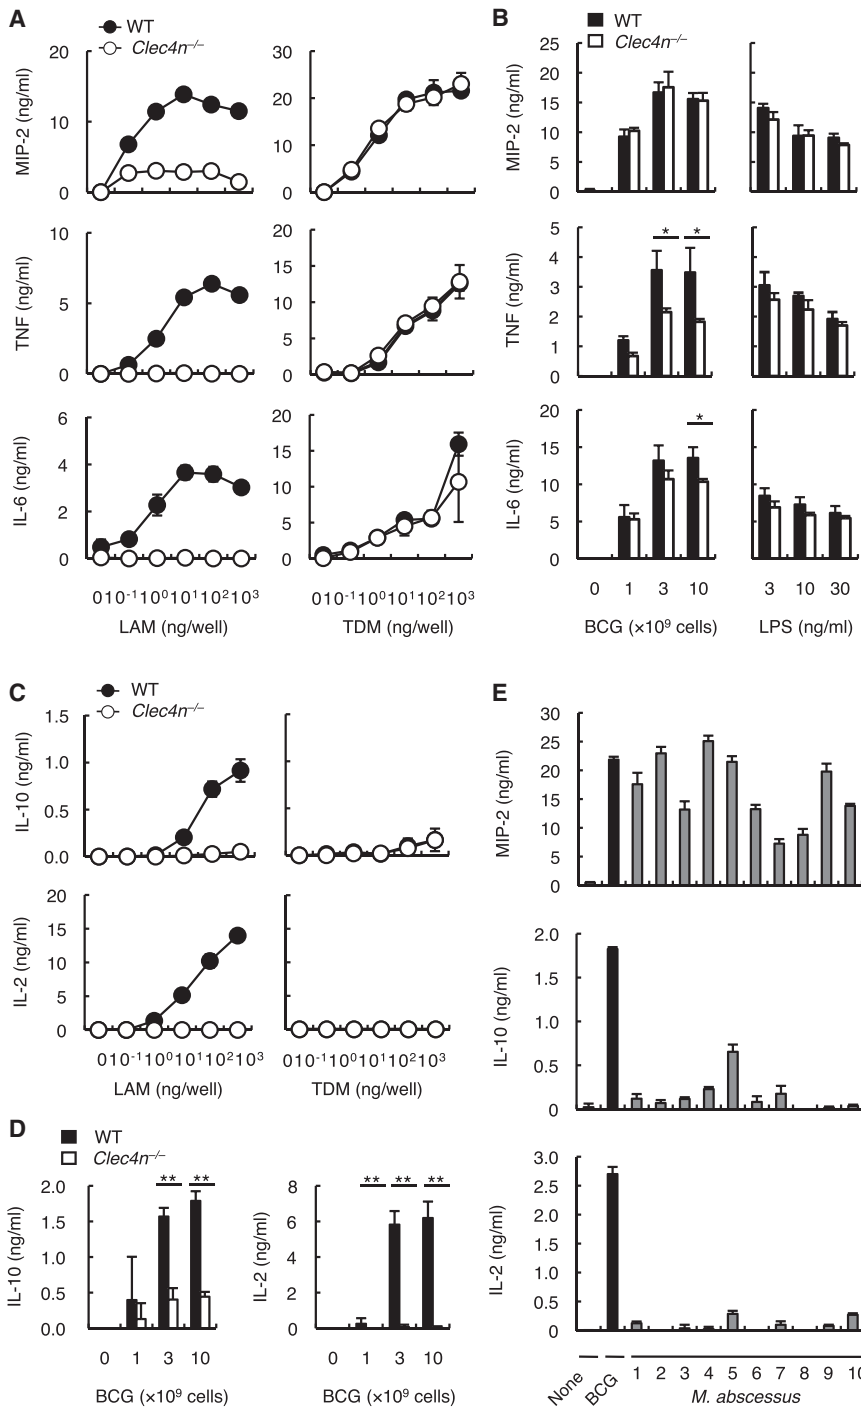 A
WT
Clec4n–/–
MIP-2 (ng/ml)
20
10
0
30
20
10
0
TNF (ng/ml)
10
5
0
20
15
10
5
0
IL-6 (ng/ml)
6
4
2
0
20
15
10
5
0
0 10⁻¹ 10⁰ 10¹ 10² 10³
0 10⁻¹ 10⁰ 10¹ 10² 10³
LAM (ng/well)
TDM (ng/well)
B
WT
Clec4n–/–
MIP-2 (ng/ml)
25
20
15
10
5
0
TNF (ng/ml)
5
4
3
2
1
0
* *
IL-6 (ng/ml)
20
15
10
5
0
*
0 1 3 10
3 10 30
BCG (×10⁹ cells)
LPS (ng/ml)
C
WT
Clec4n–/–
IL-10 (ng/ml)
1.5
1.0
0.5
0.0
IL-2 (ng/ml)
20
15
10
5
0
0 10⁻¹ 10⁰ 10¹ 10² 10³
0 10⁻¹ 10⁰ 10¹ 10² 10³
LAM (ng/well)
TDM (ng/well)
D
WT
Clec4n–/–
IL-10 (ng/ml)
2.0
1.5
1.0
0.5
0.0
** **
0 1 3 10
BCG (×10⁹ cells)
IL-2 (ng/ml)
8
6
4
2
0
** ** **
0 1 3 10
BCG (×10⁹ cells)
E
MIP-2 (ng/ml)
30
25
20
15
10
5
0
IL-10 (ng/ml)
2.0
1.5
1.0
0.5
0
IL-2 (ng/ml)
3.0
2.5
2.0
1.5
1.0
0.5
0
None BCG 1 2 3 4 5 6 7 8 9 10
M. abscessus